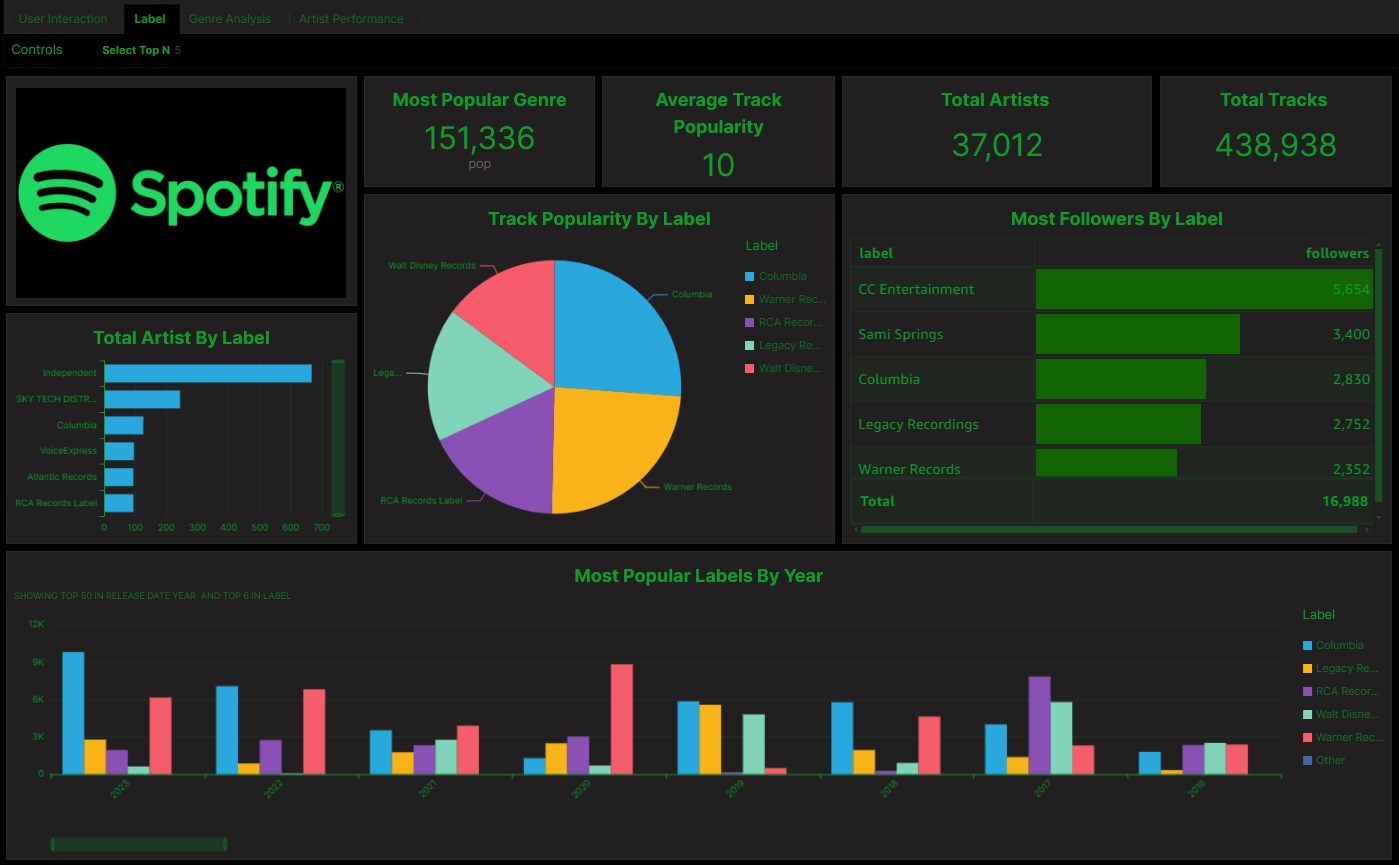 User Interaction
Label
Genre Analysis
Artist Performance
Controls
Select Top N 5
Spotify®
Most Popular Genre
151,336
pop
Average Track
Popularity
10
Total Artists
37,012
Total Tracks
438,938
Total Artist By Label
Independent
SKY TECH DISTR...
Columbia
VoiceExpress
Atlantic Records
RCA Records Label
0 100 200 300 400 500 600 700
Track Popularity By Label
Walt Disney Records
Columbia
Lega...
RCA Records Label
Warner Records
Label
Columbia
Warner Rec...
RCA Recor...
Legacy Re...
Walt Disne...
Most Followers By Label
label followers
CC Entertainment 5,654
Sami Springs 3,400
Columbia 2,830
Legacy Recordings 2,752
Warner Records 2,352
Total 16,988
Most Popular Labels By Year
SHOWING TOP 50 IN RELEASE DATE YEAR AND TOP 6 IN LABEL
12K
9K
6K
3K
0
2023 2022 2021 2020 2019 2018 2017 2016
Label
Columbia
Legacy Re...
RCA Recor...
Walt Disne...
Warner Rec...
Other